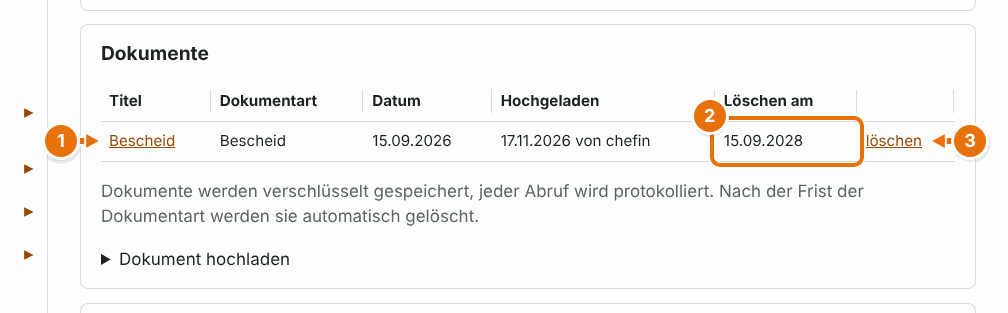 Dokumente
Titel Dokumentart Datum Hochgeladen Löschen am
2
1 Bescheid Bescheid 15.09.2026 17.11.2026 von chefin 15.09.2028 löschen 3
Dokumente werden verschlüsselt gespeichert, jeder Abruf wird protokolliert. Nach der Frist der
Dokumentart werden sie automatisch gelöscht.
Dokument hochladen